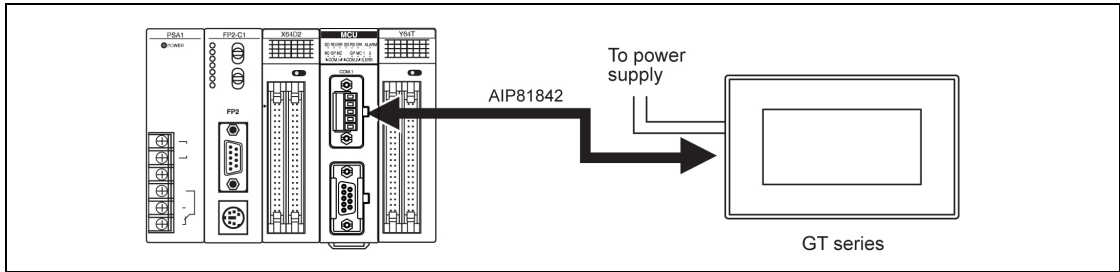 PSA1
POWER
FP2-C1
FP2
X64D2
MCU
COM.1
Y64T
To power
supply
AIP81842
GT series